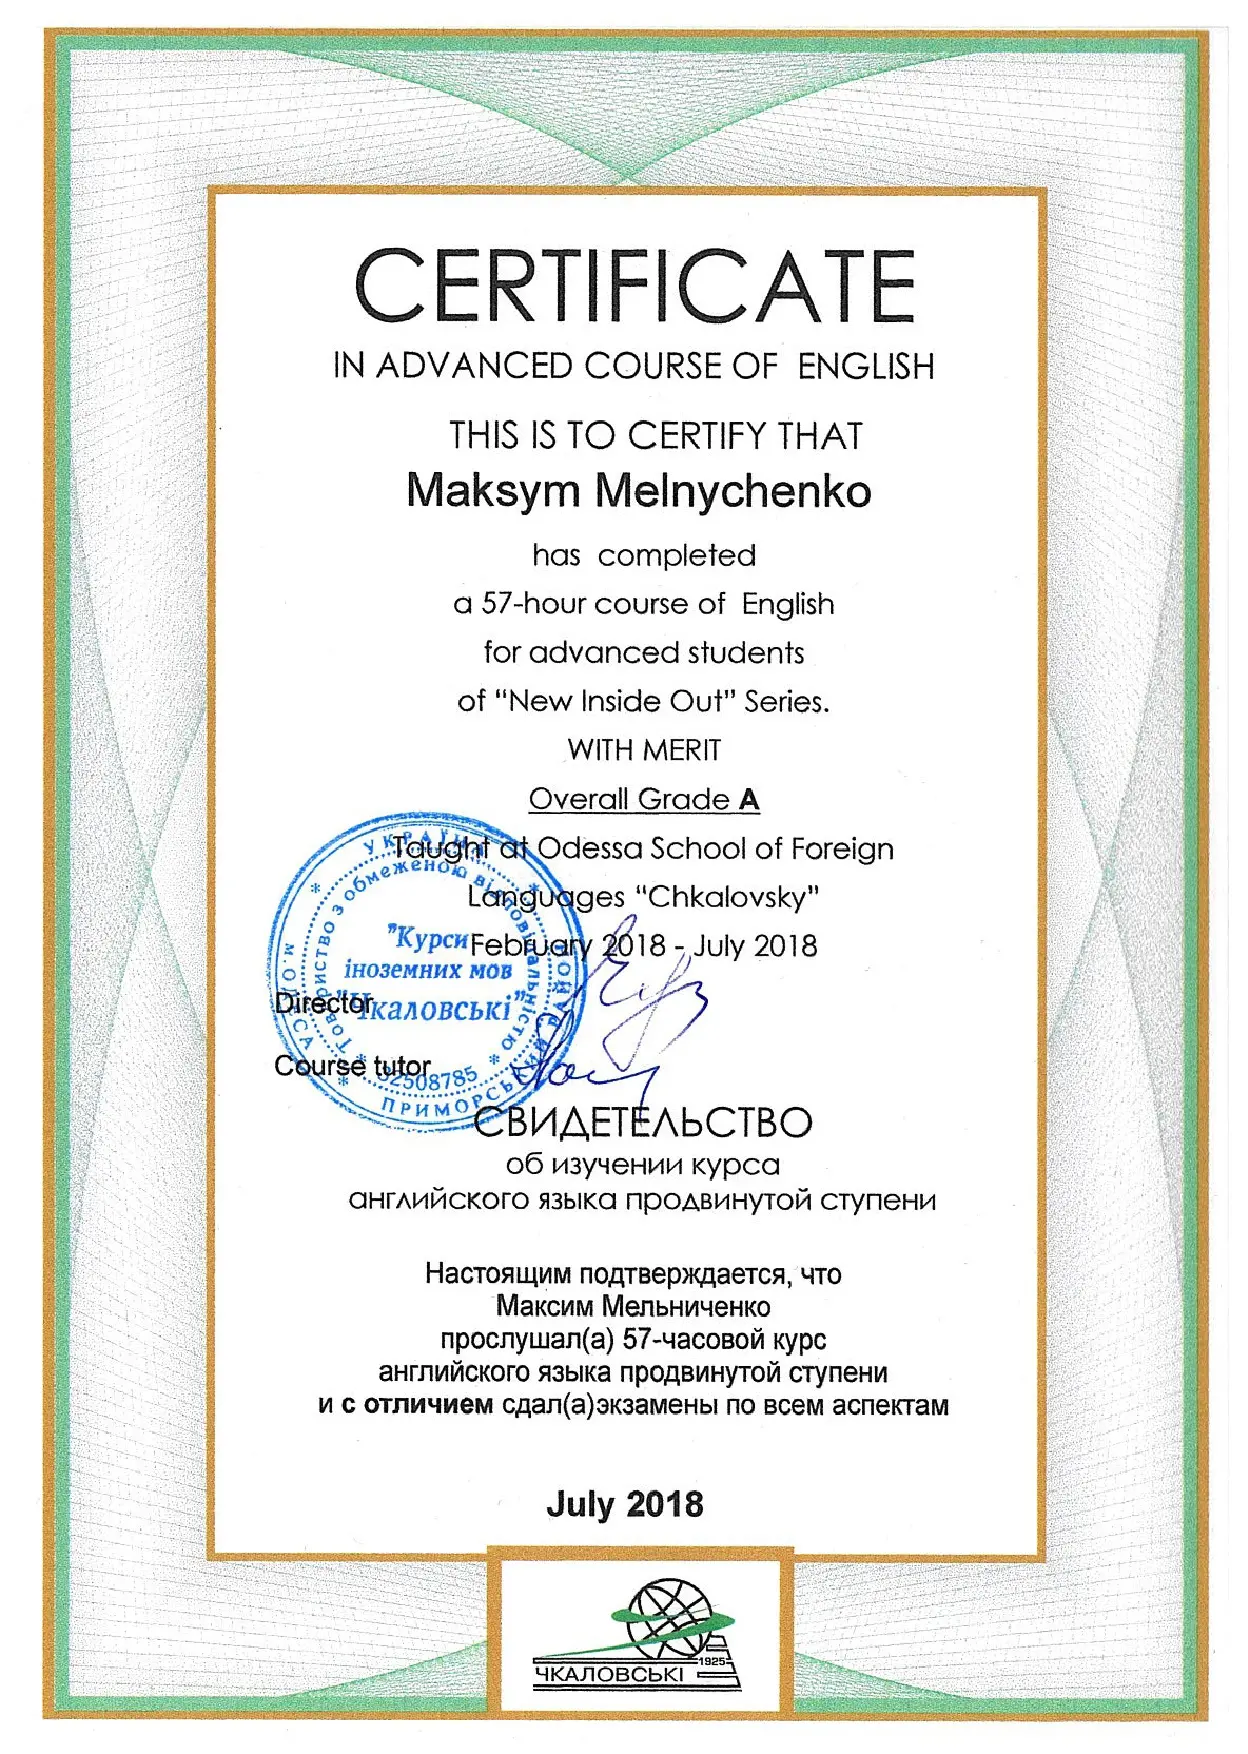 CERTIFICATE
IN ADVANCED COURSE OF ENGLISH
THIS IS TO CERTIFY THAT
Maksym Melnychenko
has completed
a 57-hour course of English
for advanced students
of “New Inside Out” Series.
WITH MERIT
Overall Grade A
Taught at Odessa School of Foreign
Languages “Chkalovsky”
February 2018 - July 2018
Director
Course tutor
УКРАЇНА
м.ОДЕСА
ПРИМОРСЬКИЙ
Товариство з обмеженою відповідальністю
"Курси
іноземних мов
"Чкаловські"
32508785
СВИДЕТЕЛЬСТВО
об изучении курса
английского языка продвинутой ступени
Настоящим подтверждается, что
Максим Мельниченко
прослушал(а) 57-часовой курс
английского языка продвинутой ступени
и с отличием сдал(а)экзамены по всем аспектам
July 2018
1925
ЧКАЛОВСЬКІ